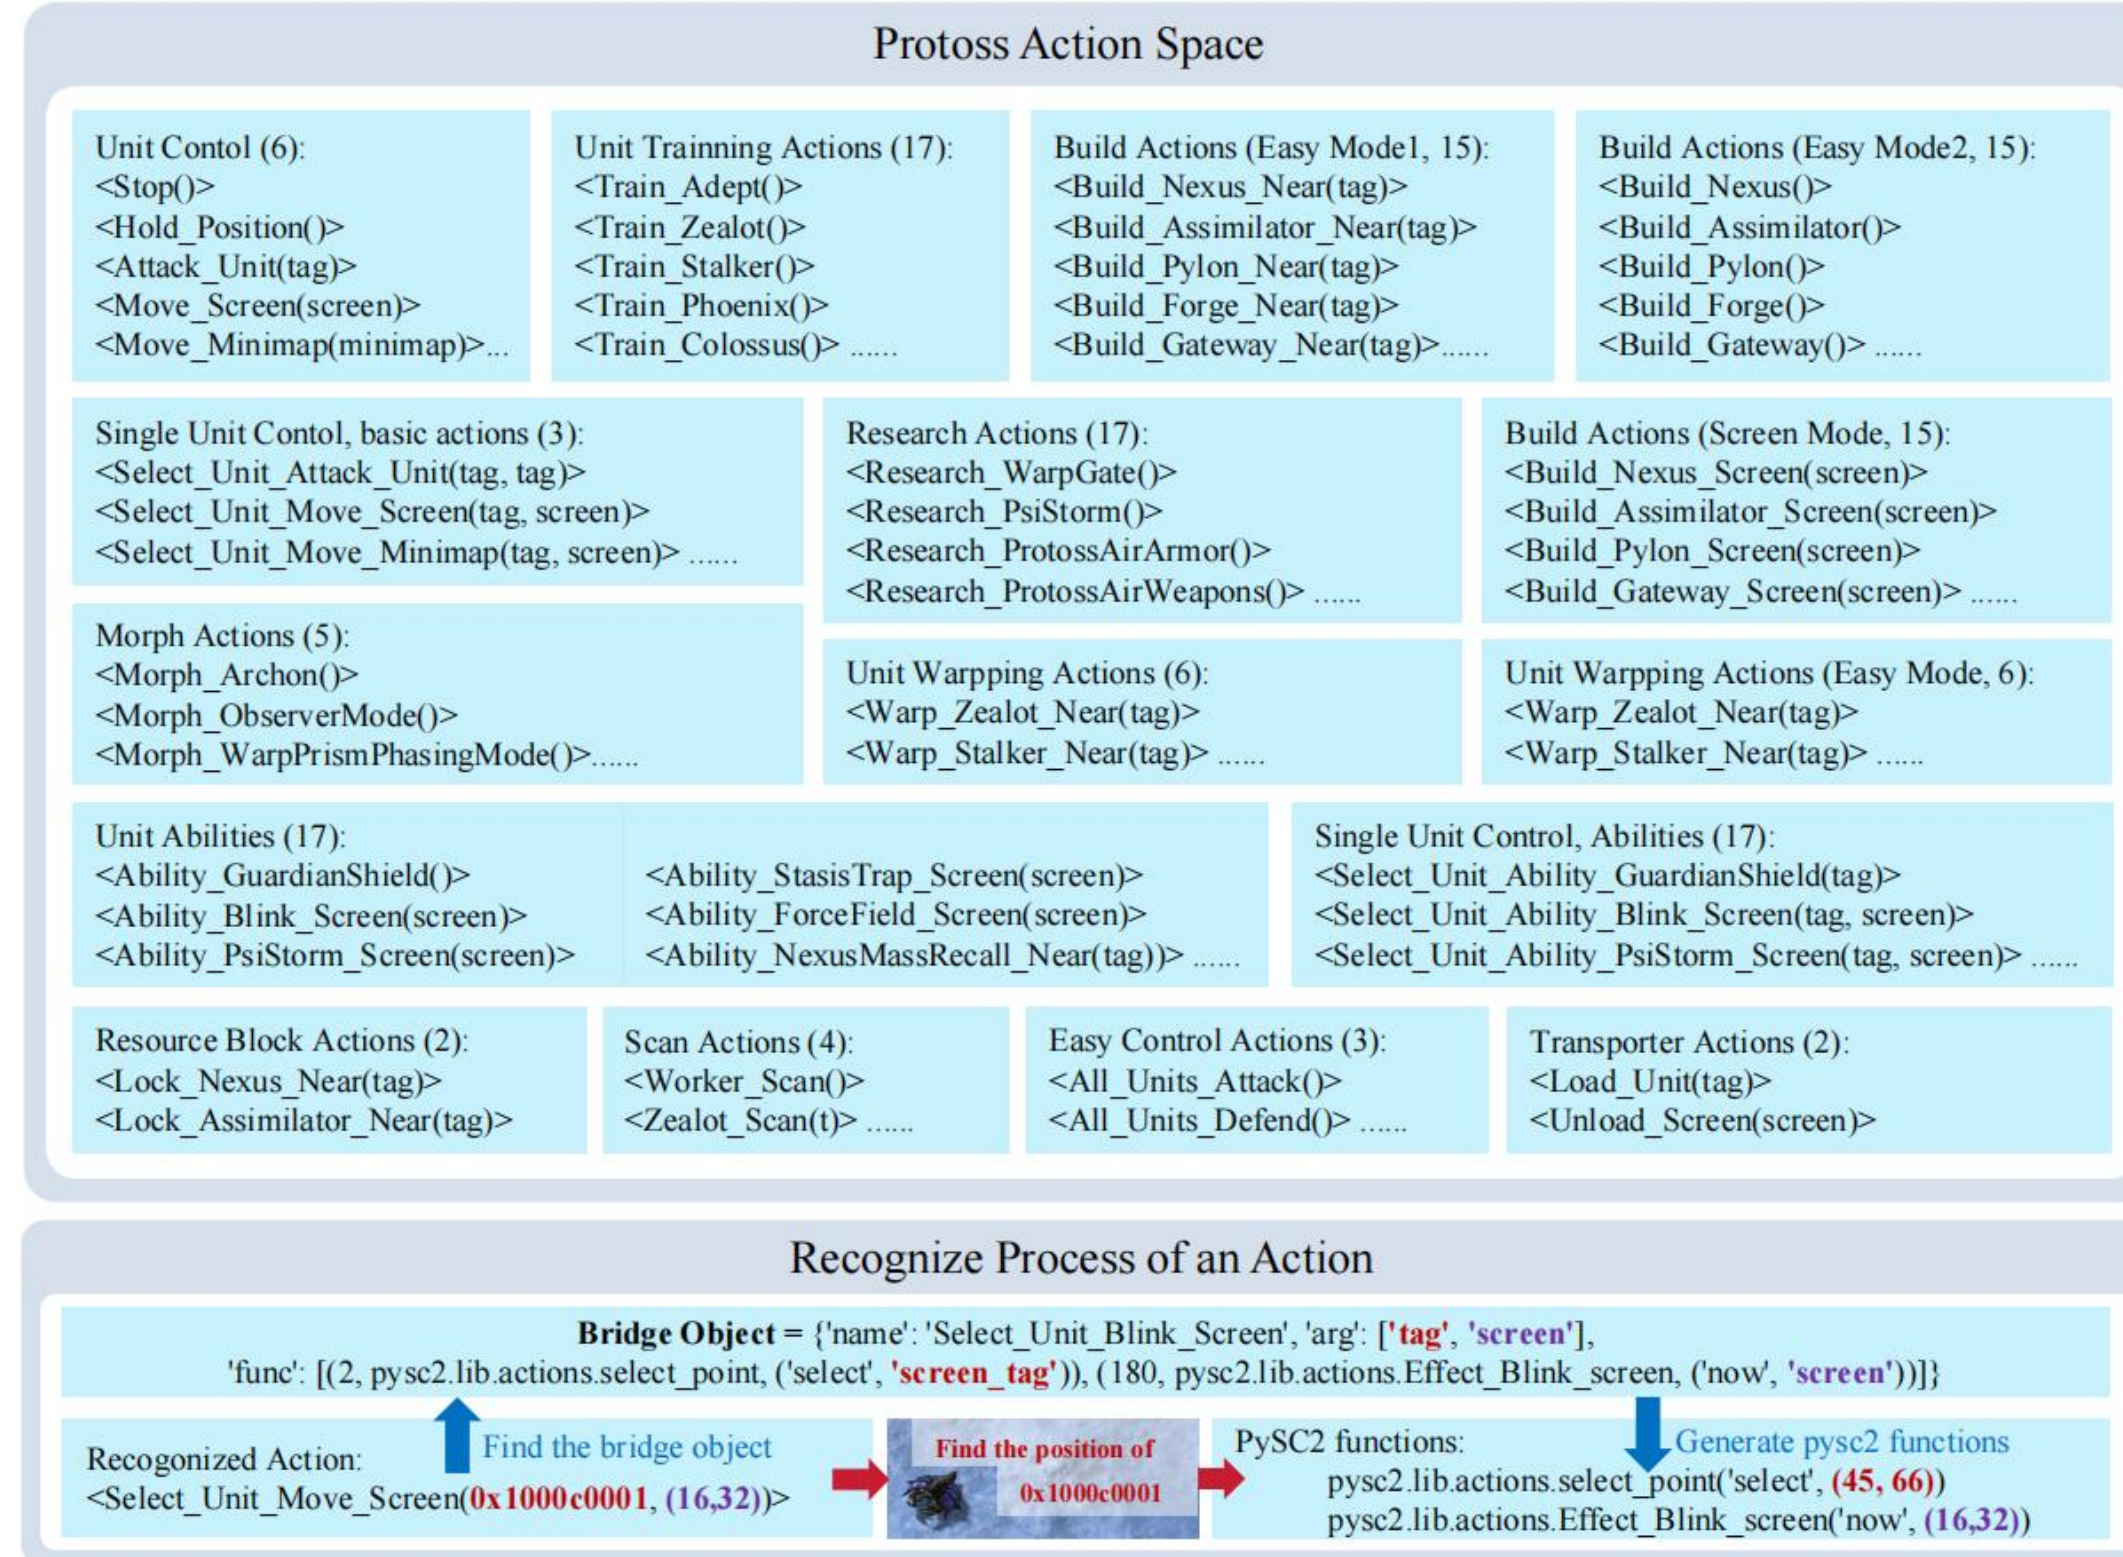 Protoss Action Space
Unit Contol (6):
<Stop()>
<Hold_Position()>
<Attack_Unit(tag)>
<Move_Screen(screen)>
<Move_Minimap(minimap)>...
Unit Trainning Actions (17):
<Train_Adept()>
<Train_Zealot()>
<Train_Stalker()>
<Train_Phoenix()>
<Train_Colossus()> ......
Build Actions (Easy Mode1, 15):
<Build_Nexus_Near(tag)>
<Build_Assimilator_Near(tag)>
<Build_Pylon_Near(tag)>
<Build_Forge_Near(tag)>
<Build_Gateway_Near(tag)>......
Build Actions (Easy Mode2, 15):
<Build_Nexus()>
<Build_Assimilator()>
<Build_Pylon()>
<Build_Forge()>
<Build_Gateway()> ......
Single Unit Contol, basic actions (3):
<Select_Unit_Attack_Unit(tag, tag)>
<Select_Unit_Move_Screen(tag, screen)>
<Select_Unit_Move_Minimap(tag, screen)> ......
Research Actions (17):
<Research_WarpGate()>
<Research_PsiStorm()>
<Research_ProtossAirArmor()>
<Research_ProtossAirWeapons()> ......
Build Actions (Screen Mode, 15):
<Build_Nexus_Screen(screen)>
<Build_Assimilator_Screen(screen)>
<Build_Pylon_Screen(screen)>
<Build_Gateway_Screen(screen)> ......
Morph Actions (5):
<Morph_Archon()>
<Morph_ObserverMode()>
<Morph_WarpPrismPhasingMode()>......
Unit Warpping Actions (6):
<Warp_Zealot_Near(tag)>
<Warp_Stalker_Near(tag)> ......
Unit Warpping Actions (Easy Mode, 6):
<Warp_Zealot_Near(tag)>
<Warp_Stalker_Near(tag)> ......
Unit Abilities (17):
<Ability_GuardianShield()>
<Ability_Blink_Screen(screen)>
<Ability_PsiStorm_Screen(screen)>
<Ability_StasisTrap_Screen(screen)>
<Ability_ForceField_Screen(screen)>
<Ability_NexusMassRecall_Near(tag))> ......
Single Unit Control, Abilities (17):
<Select_Unit_Ability_GuardianShield(tag)>
<Select_Unit_Ability_Blink_Screen(tag, screen)>
<Select_Unit_Ability_PsiStorm_Screen(tag, screen)> ......
Resource Block Actions (2):
<Lock_Nexus_Near(tag)>
<Lock_Assimilator_Near(tag)>
Scan Actions (4):
<Worker_Scan()>
<Zealot_Scan(t)> ......
Easy Control Actions (3):
<All_Units_Attack()>
<All_Units_Defend()> ......
Transporter Actions (2):
<Load_Unit(tag)>
<Unload_Screen(screen)>
Recognize Process of an Action
Bridge Object = {'name': 'Select_Unit_Blink_Screen', 'arg': ['tag', 'screen'],
'func': [(2, pysc2.lib.actions.select_point, ('select', 'screen_tag')), (180, pysc2.lib.actions.Effect_Blink_screen, ('now', 'screen'))]}
Find the bridge object
Recogonized Action:
<Select_Unit_Move_Screen(0x1000c0001, (16,32))>
Find the position of
0x1000c0001
PySC2 functions:
Generate pysc2 functions
pysc2.lib.actions.select_point('select', (45, 66))
pysc2.lib.actions.Effect_Blink_screen('now', (16,32))